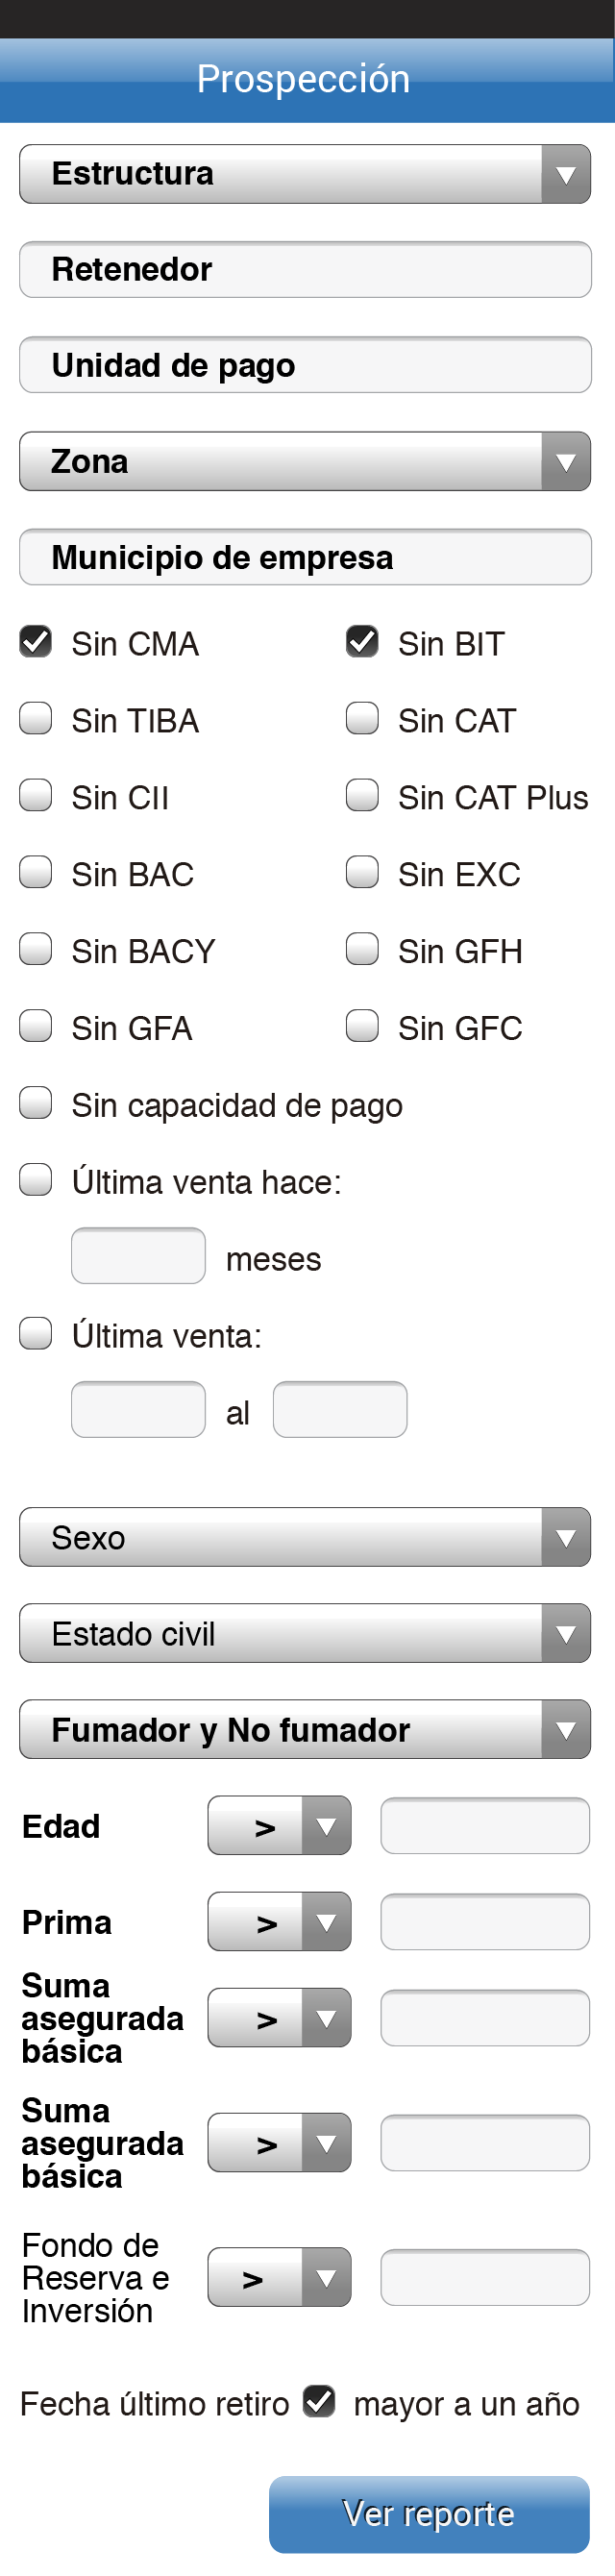 Prospección
Estructura
Retenedor
Unidad de pago
Zona
Municipio de empresa
Sin CMA Sin BIT
Sin TIBA Sin CAT
Sin CII Sin CAT Plus
Sin BAC Sin EXC
Sin BACY Sin GFH
Sin GFA Sin GFC
Sin capacidad de pago
Última venta hace:
meses
Última venta:
al
Sexo
Estado civil
Fumador y No fumador
Edad >
Prima >
Suma
asegurada >
básica
Suma
asegurada >
básica
Fondo de
Reserva e >
Inversión
Fecha último retiro mayor a un año
Ver reporte